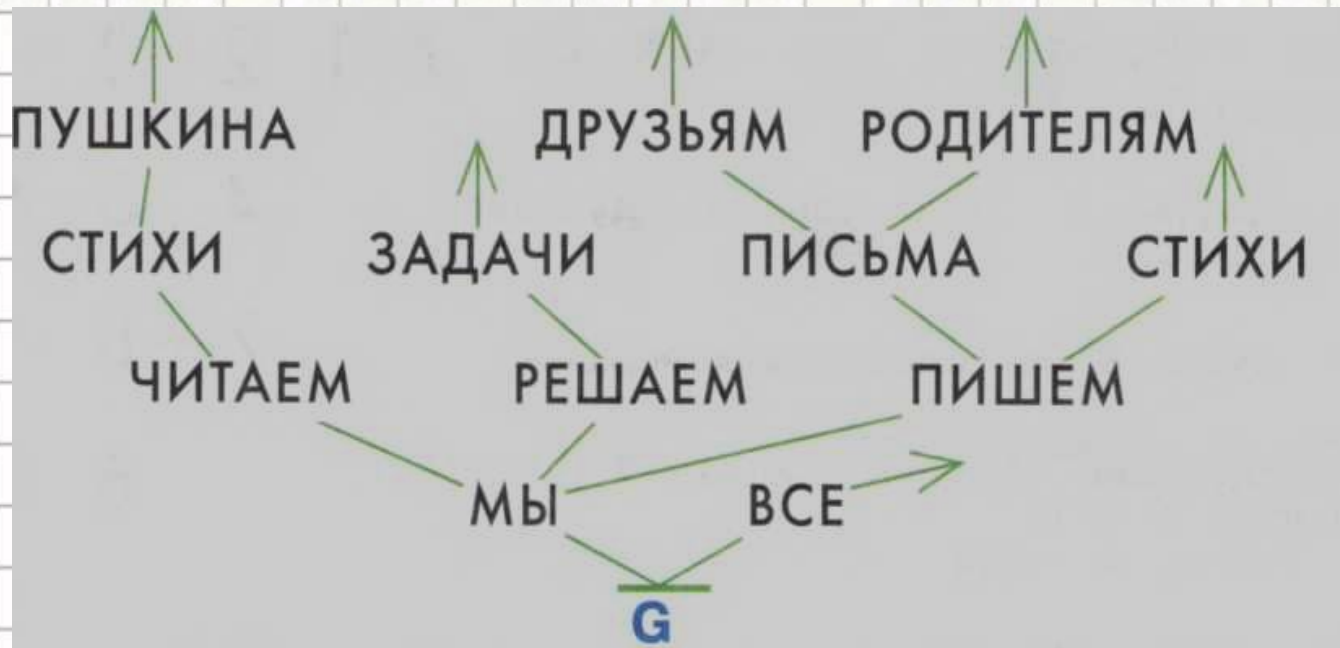 ПУШКИНА ДРУЗЬЯМ РОДИТЕЛЯМ
СТИХИ ЗАДАЧИ ПИСЬМА СТИХИ
ЧИТАЕМ РЕШАЕМ ПИШЕМ
МЫ ВСЕ
G